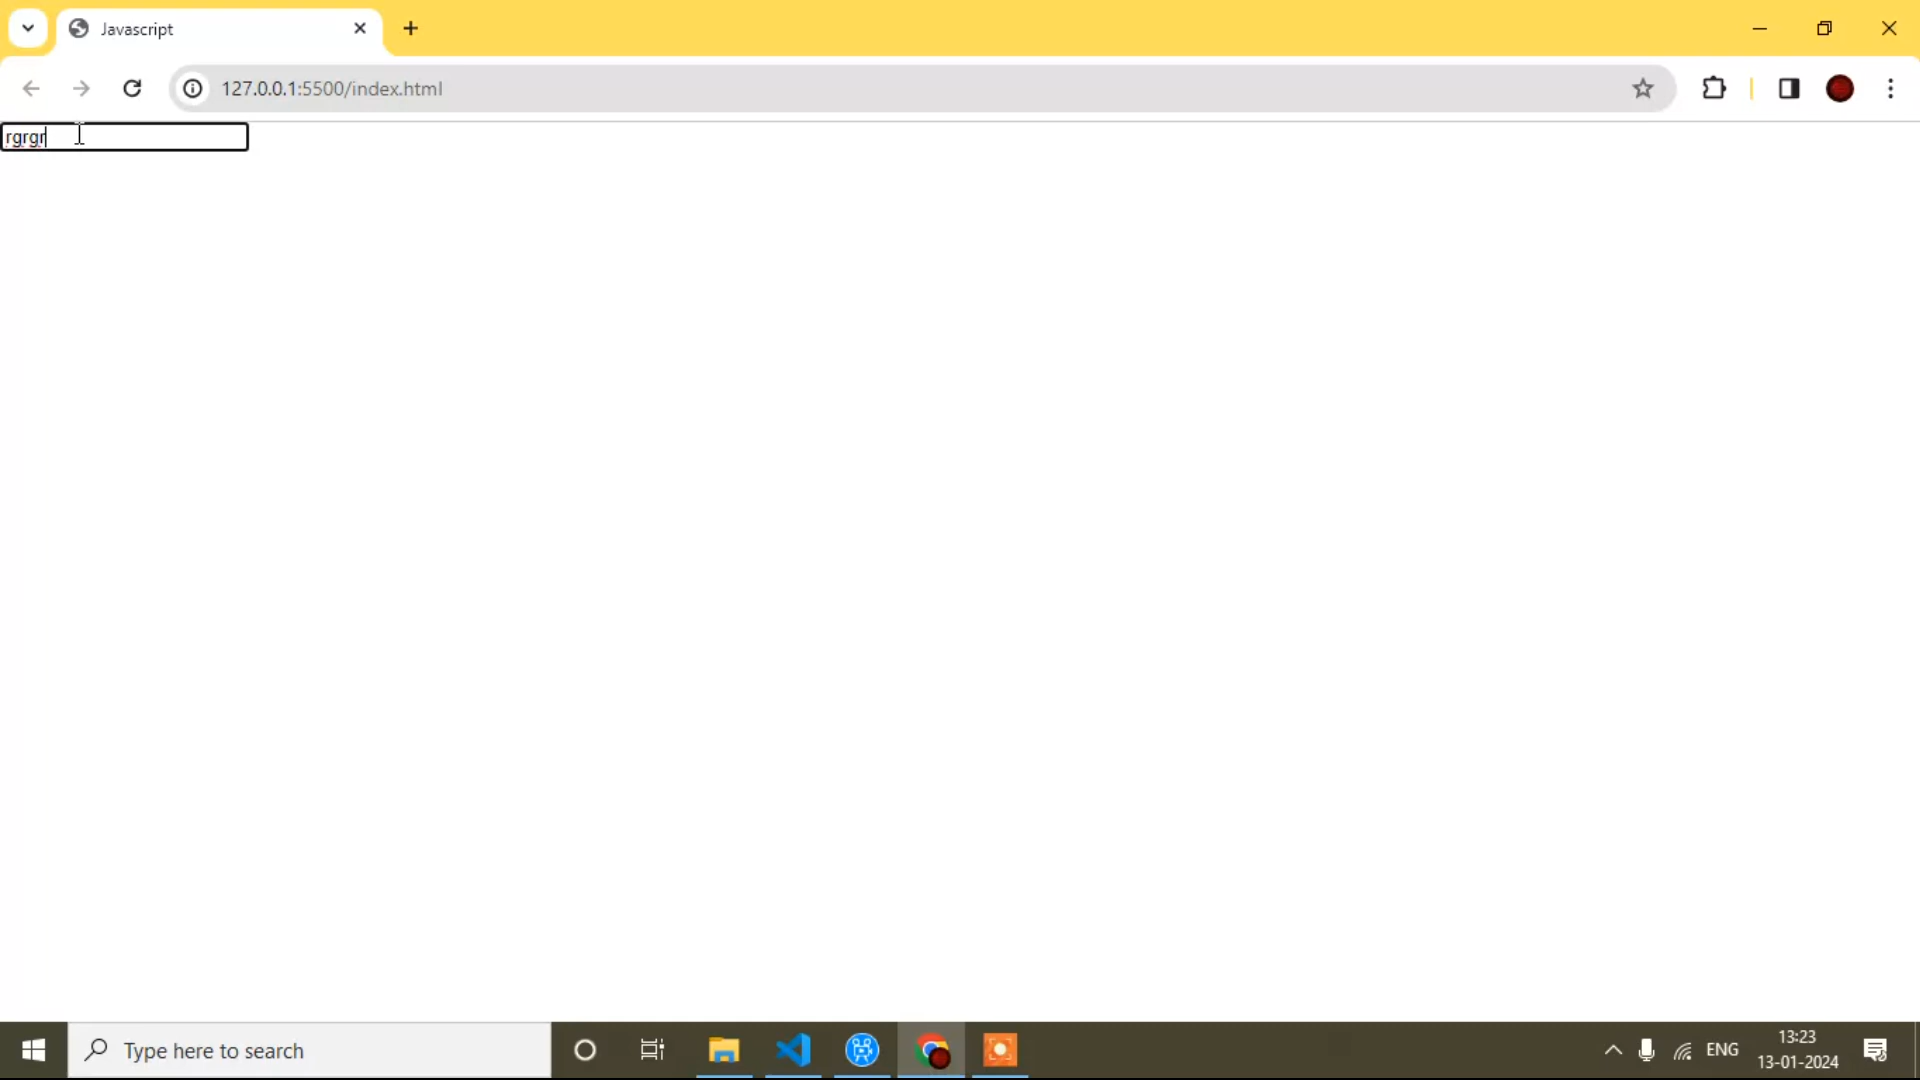 Javascript
127.0.0.1:5500/index.html
rgrgr
Type here to search
ENG
13:23
13-01-2024